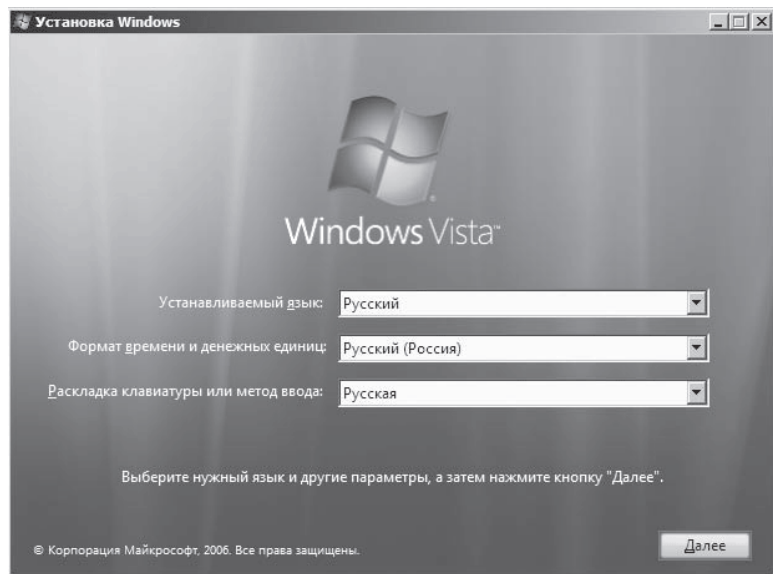 Установка Windows
Windows Vista™
Устанавливаемый язык: Русский
Формат времени и денежных единиц: Русский (Россия)
Раскладка клавиатуры или метод ввода: Русская
Выберите нужный язык и другие параметры, а затем нажмите кнопку "Далее".
© Корпорация Майкрософт, 2006. Все права защищены.
Далее